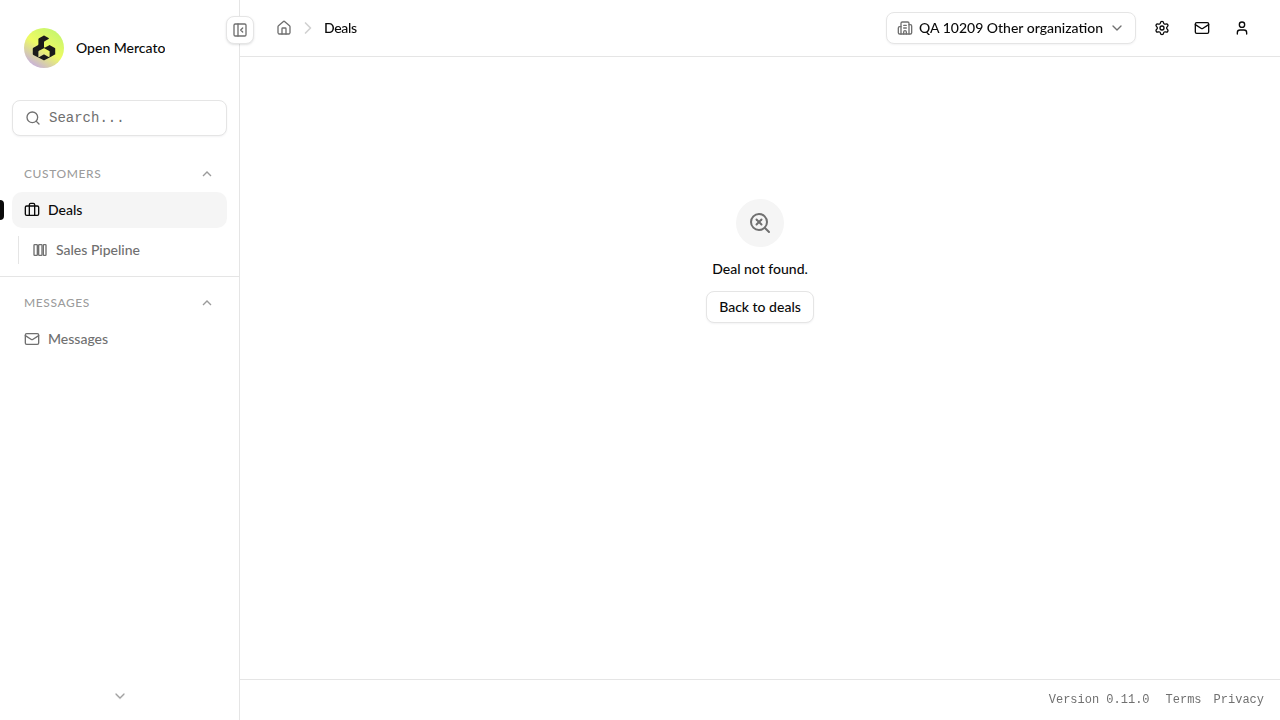 Open Mercato
Deals
QA 10209 Other organization
Search...
CUSTOMERS
Deals
Sales Pipeline
MESSAGES
Messages
Deal not found.
Back to deals
Version 0.11.0 Terms Privacy